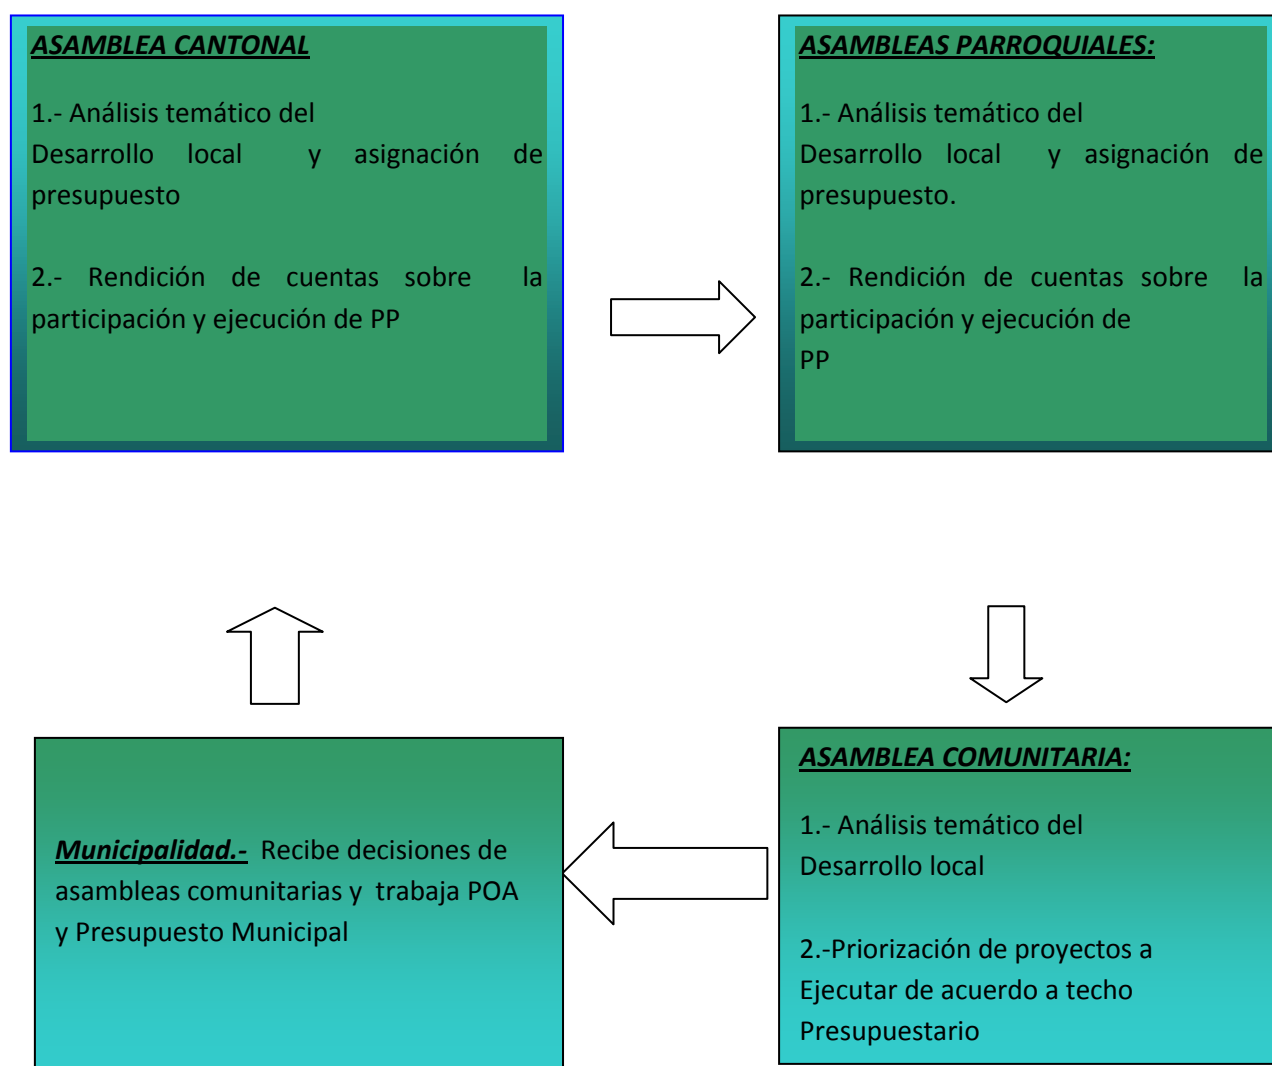 ASAMBLEA CANTONAL
1.- Análisis temático del
Desarrollo local y asignación de
presupuesto
2.- Rendición de cuentas sobre la
participación y ejecución de PP
ASAMBLEAS PARROQUIALES:
1.- Análisis temático del
Desarrollo local y asignación de
presupuesto.
2.- Rendición de cuentas sobre la
participación y ejecución de
PP
ASAMBLEA COMUNITARIA:
1.- Análisis temático del
Desarrollo local
2.-Priorización de proyectos a
Ejecutar de acuerdo a techo
Presupuestario
Municipalidad.- Recibe decisiones de
asambleas comunitarias y trabaja POA
y Presupuesto Municipal